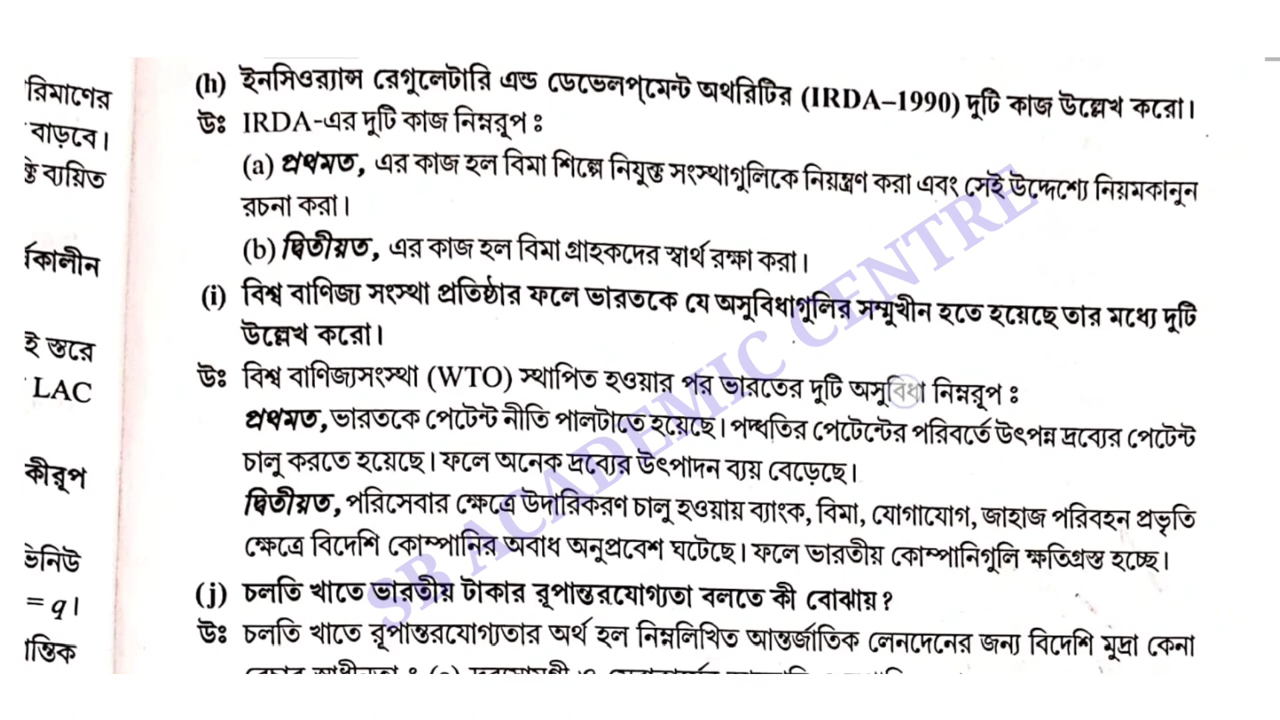 রিমাণের
বাড়বে।
ষ্টে ব্যয়িত
র্ঘকালীন
ই স্তরে
LAC
কীরূপ
ভেনিউ
= q।
ান্তিক
(h) ইনসিওর‍্যান্স রেগুলেটারি এন্ড ডেভেলপ্‌মেন্ট অথরিটির (IRDA–1990) দুটি কাজ উল্লেখ করো।
উঃ IRDA-এর দুটি কাজ নিম্নরূপ ঃ
(a) প্রথমত, এর কাজ হল বিমা শিল্পে নিযুক্ত সংস্থাগুলিকে নিয়ন্ত্রণ করা এবং সেই উদ্দেশ্যে নিয়মকানুন
রচনা করা।
(b) দ্বিতীয়ত, এর কাজ হল বিমা গ্রাহকদের স্বার্থ রক্ষা করা।
(i) বিশ্ব বাণিজ্য সংস্থা প্রতিষ্ঠার ফলে ভারতকে যে অসুবিধাগুলির সম্মুখীন হতে হয়েছে তার মধ্যে দুটি
উল্লেখ করো।
উঃ বিশ্ব বাণিজ্যসংস্থা (WTO) স্থাপিত হওয়ার পর ভারতের দুটি অসুবিধা নিম্নরূপ ঃ
প্রথমত, ভারতকে পেটেন্ট নীতি পালটাতে হয়েছে। পদ্ধতির পেটেন্টের পরিবর্তে উৎপন্ন দ্রব্যের পেটেন্ট
চালু করতে হয়েছে। ফলে অনেক দ্রব্যের উৎপাদন ব্যয় বেড়েছে।
দ্বিতীয়ত, পরিসেবার ক্ষেত্রে উদারিকরণ চালু হওয়ায় ব্যাংক, বিমা, যোগাযোগ, জাহাজ পরিবহন প্রভৃতি
ক্ষেত্রে বিদেশি কোম্পানির অবাধ অনুপ্রবেশ ঘটেছে। ফলে ভারতীয় কোম্পানিগুলি ক্ষতিগ্রস্ত হচ্ছে।
(j) চলতি খাতে ভারতীয় টাকার রূপান্তরযোগ্যতা বলতে কী বোঝায় ?
উঃ চলতি খাতে রূপান্তরযোগ্যতার অর্থ হল নিম্নলিখিত আন্তর্জাতিক লেনদেনের জন্য বিদেশি মুদ্রা কেনা
SB ACADEMIC CENTRE